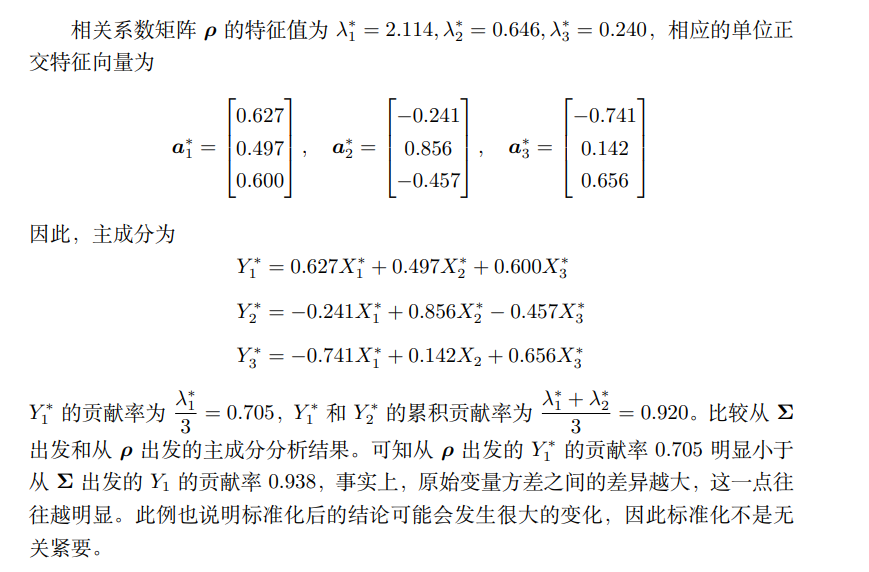 相关系数矩阵 ρ 的特征值为 λ₁* = 2.114, λ₂* = 0.646, λ₃* = 0.240，相应的单位正
交特征向量为
a₁* = [0.627 0.497 0.600], a₂* = [−0.241 0.856 −0.457], a₃* = [−0.741 0.142 0.656]
因此，主成分为
Y₁* = 0.627X₁* + 0.497X₂* + 0.600X₃*
Y₂* = −0.241X₁* + 0.856X₂* − 0.457X₃*
Y₃* = −0.741X₁* + 0.142X₂ + 0.656X₃*
Y₁* 的贡献率为 λ₁*/3 = 0.705，Y₁* 和 Y₂* 的累积贡献率为 (λ₁* + λ₂*)/3 = 0.920。比较从 Σ
出发和从 ρ 出发的主成分分析结果。可知从 ρ 出发的 Y₁* 的贡献率 0.705 明显小于
从 Σ 出发的 Y₁ 的贡献率 0.938，事实上，原始变量方差之间的差异越大，这一点往
往越明显。此例也说明标准化后的结论可能会发生很大的变化，因此标准化不是无
关紧要。